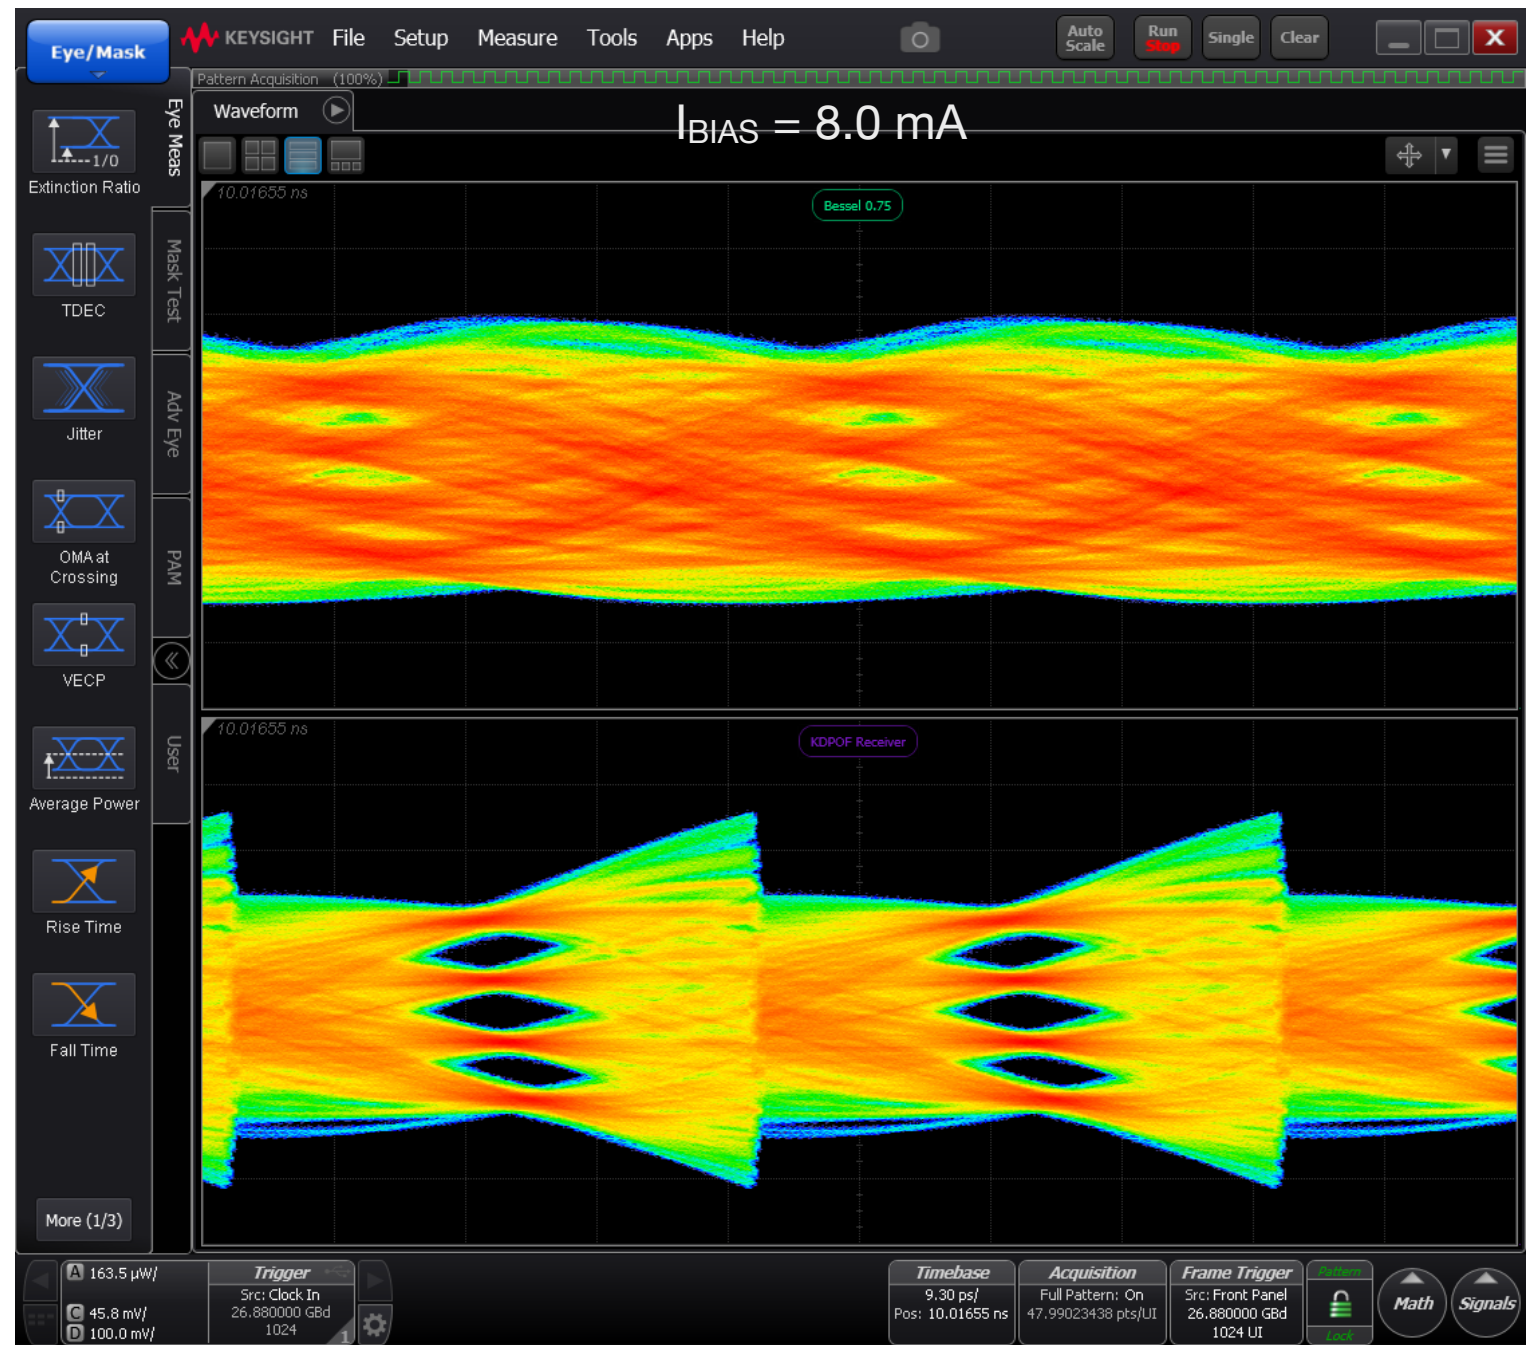 Eye/Mask
KEYSIGHT File Setup Measure Tools Apps Help
Auto Scale
Run Stop
Single
Clear
X
Pattern Acquisition (100%)
Waveform
I_BIAS = 8.0 mA
Eye Meas
Mask Test
Adv Eye
PAM
User
1/0
Extinction Ratio
TDEC
Jitter
OMA at
Crossing
VECP
Average Power
Rise Time
Fall Time
More (1/3)
10.01655 ns
Bessel 0.75
10.01655 ns
KDPOF Receiver
A 163.5 µW/
C 45.8 mV/
D 100.0 mV/
Trigger
Src: Clock In
26.880000 GBd
1024
1
Timebase
9.30 ps/
Pos: 10.01655 ns
Acquisition
Full Pattern: On
47.99023438 pts/UI
Frame Trigger
Src: Front Panel
26.880000 GBd
1024 UI
Pattern
Lock
Math
Signals